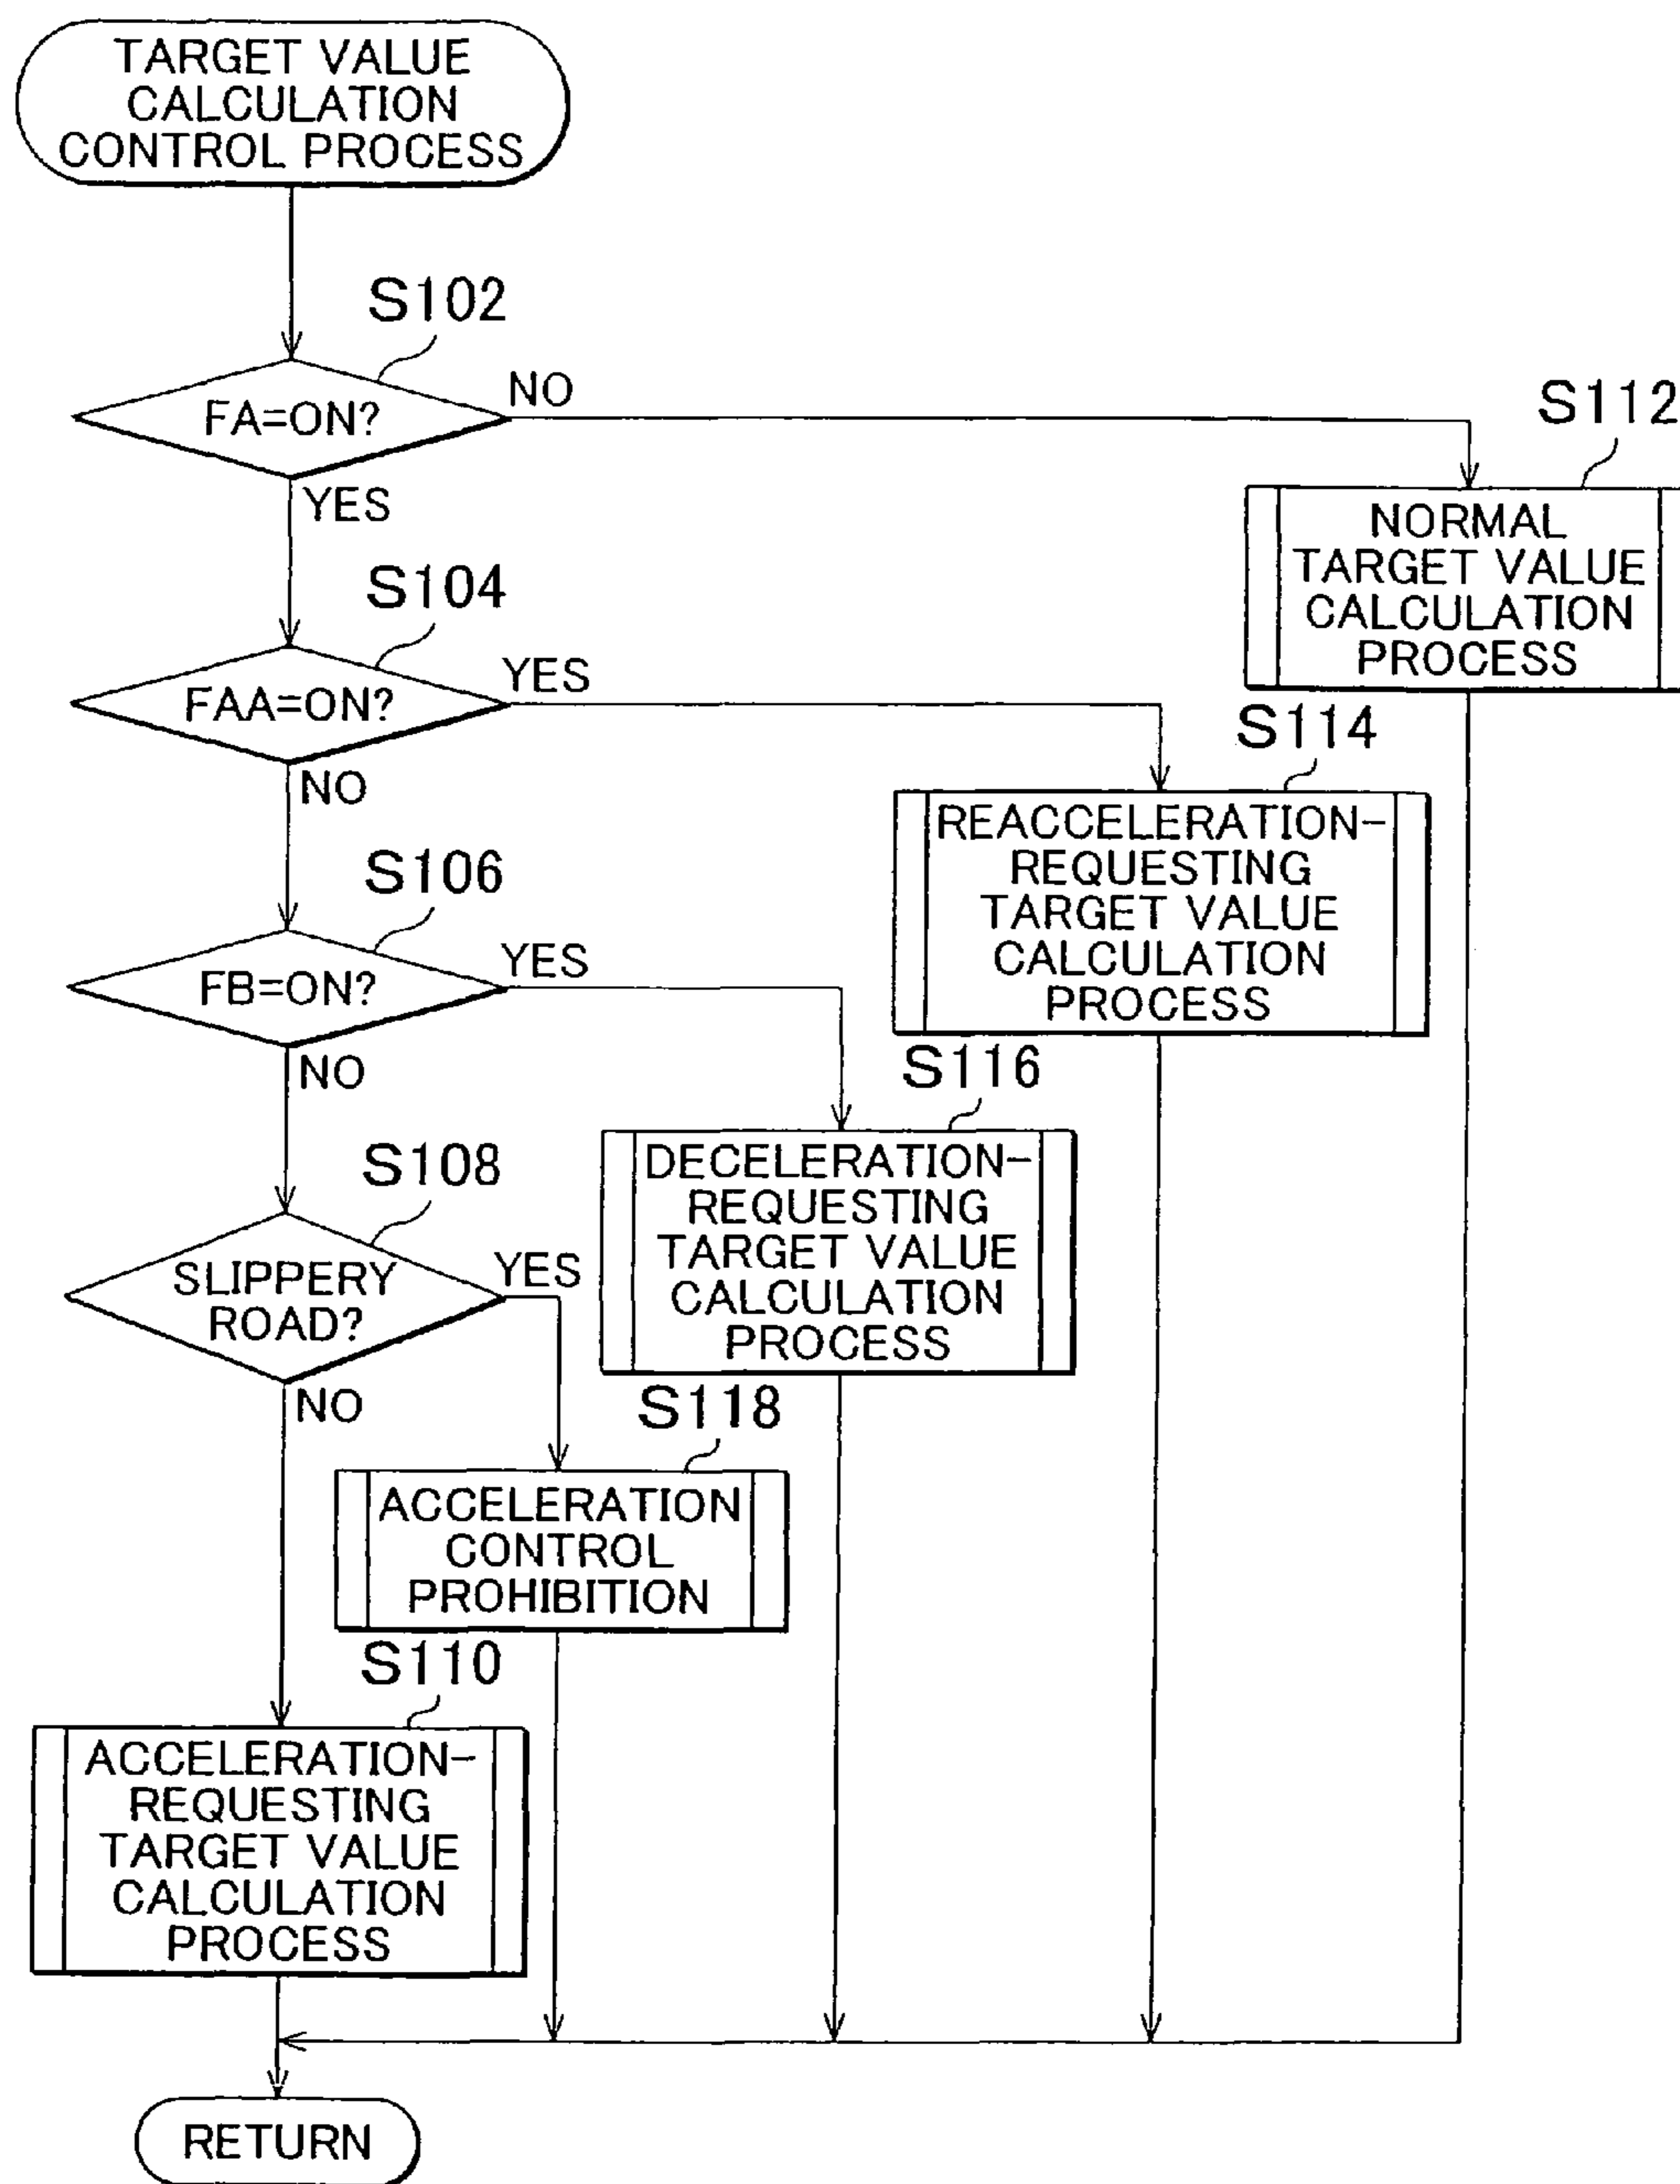 TARGET VALUE
CALCULATION
CONTROL PROCESS
S102
FA=ON?
NO
YES
S112
NORMAL
TARGET VALUE
CALCULATION
PROCESS
S104
FAA=ON?
YES
NO
S114
REACCELERATION-
REQUESTING
TARGET VALUE
CALCULATION
PROCESS
S106
FB=ON?
YES
NO
S116
DECELERATION-
REQUESTING
TARGET VALUE
CALCULATION
PROCESS
S108
SLIPPERY
ROAD?
YES
NO
S118
ACCELERATION
CONTROL
PROHIBITION
S110
ACCELERATION-
REQUESTING
TARGET VALUE
CALCULATION
PROCESS
RETURN